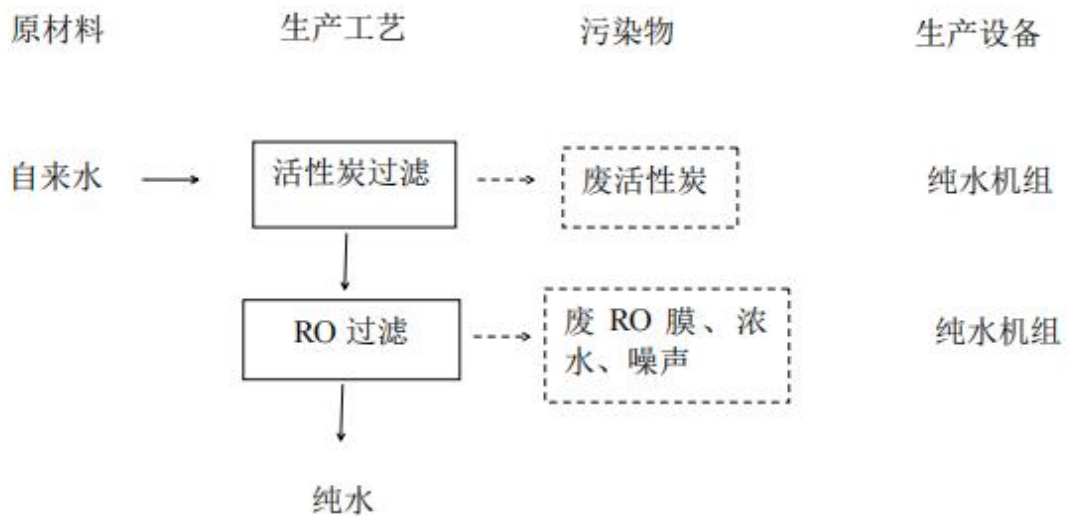 原材料 生产工艺 污染物 生产设备
自来水 活性炭过滤 废活性炭 纯水机组
RO 过滤 废 RO 膜、浓水、噪声 纯水机组
纯水